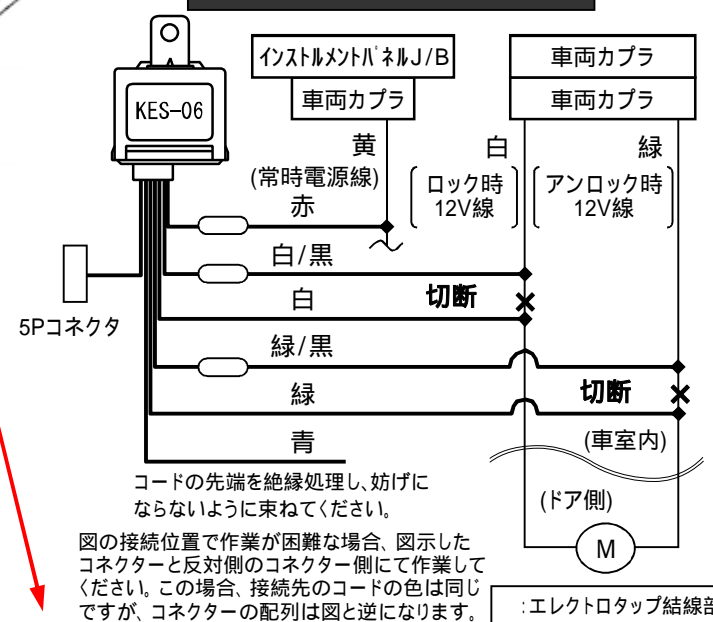 インストルメントパネルJ/B
車両カプラ
車両カプラ
車両カプラ
KES-06
黄
(常時電源線)
白
ロック時
12V線
緑
アンロック時
12V線
赤
白/黒
白
切断
5Pコネクタ
緑/黒
緑
切断
青
(車室内)
コードの先端を絶縁処理し、妨げに
ならないように束ねてください。
(ドア側)
M
図の接続位置で作業が困難な場合、図示した
コネクターと反対側のコネクター側にて作業して
ください。この場合、接続先のコードの色は同じ
ですが、コネクターの配列は図と逆になります。
:エレクトロタップ結線部